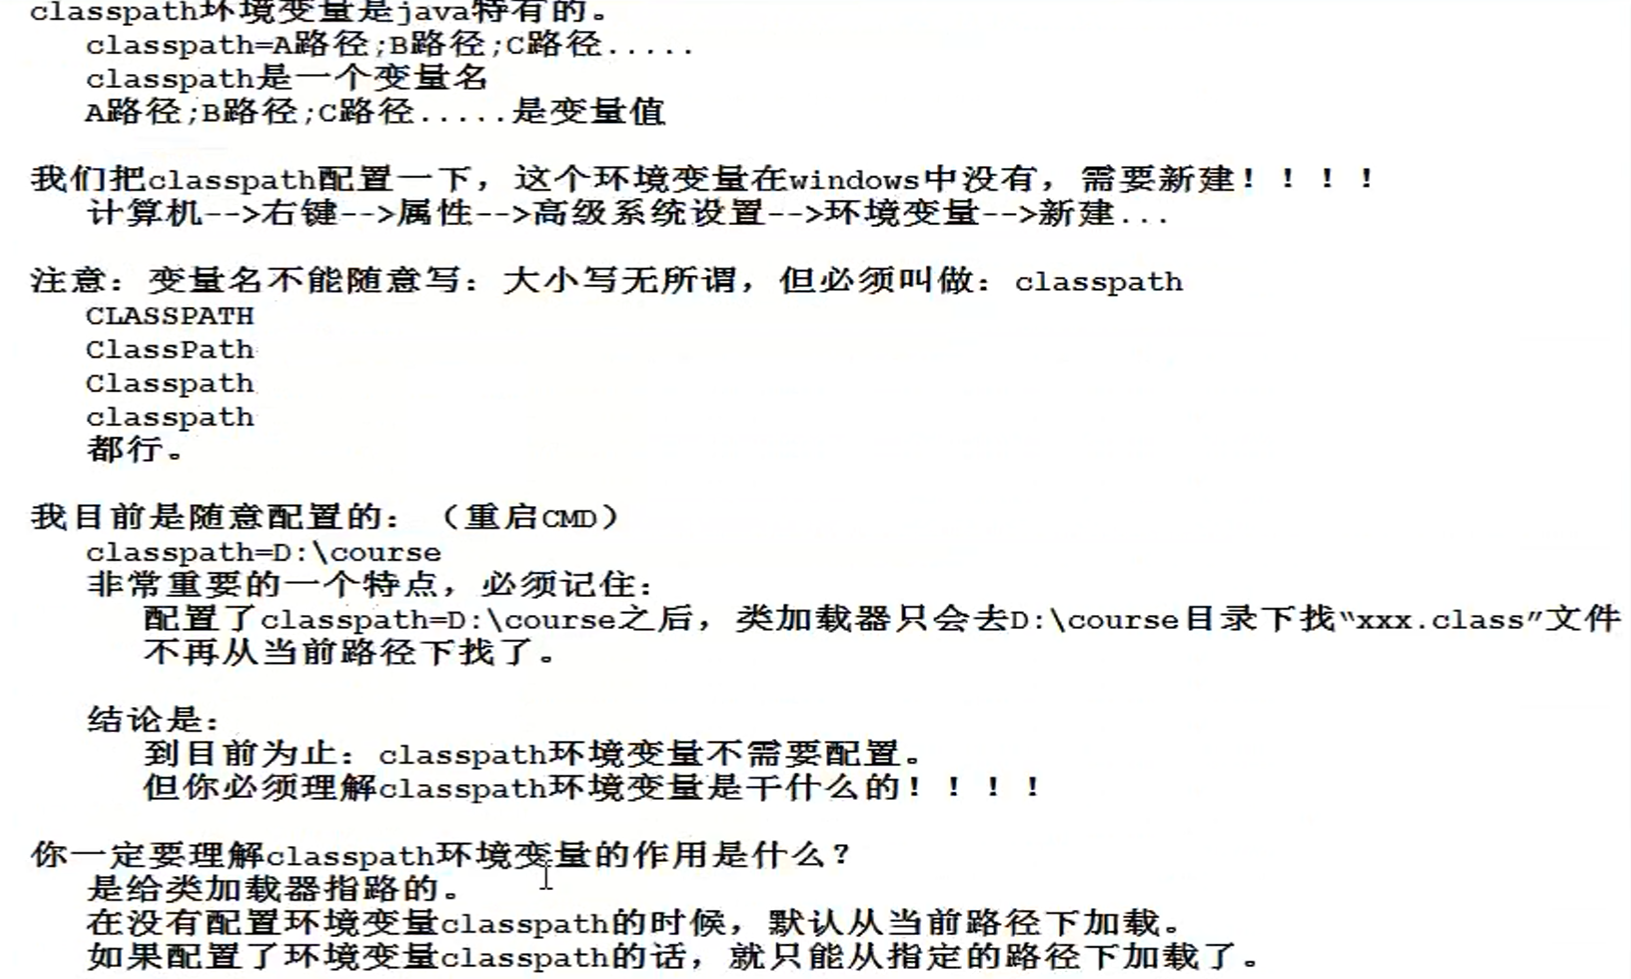 classpath环境变量是java特有的。
classpath=A路径;B路径;C路径.....
classpath是一个变量名
A路径;B路径;C路径.....是变量值
我们把classpath配置一下，这个环境变量在windows中没有，需要新建！！！！
计算机-->右键-->属性-->高级系统设置-->环境变量-->新建...
注意：变量名不能随意写：大小写无所谓，但必须叫做：classpath
CLASSPATH
ClassPath
Classpath
classpath
都行。
我目前是随意配置的：（重启CMD）
classpath=D:\course
非常重要的一个特点，必须记住：
配置了classpath=D:\course之后，类加载器只会去D:\course目录下找“xxx.class”文件
不再从当前路径下找了。
结论是：
到目前为止：classpath环境变量不需要配置。
但你必须理解classpath环境变量是干什么的！！！！
你一定要理解classpath环境变量的作用是什么？
是给类加载器指路的。
在没有配置环境变量classpath的时候，默认从当前路径下加载。
如果配置了环境变量classpath的话，就只能从指定的路径下加载了。